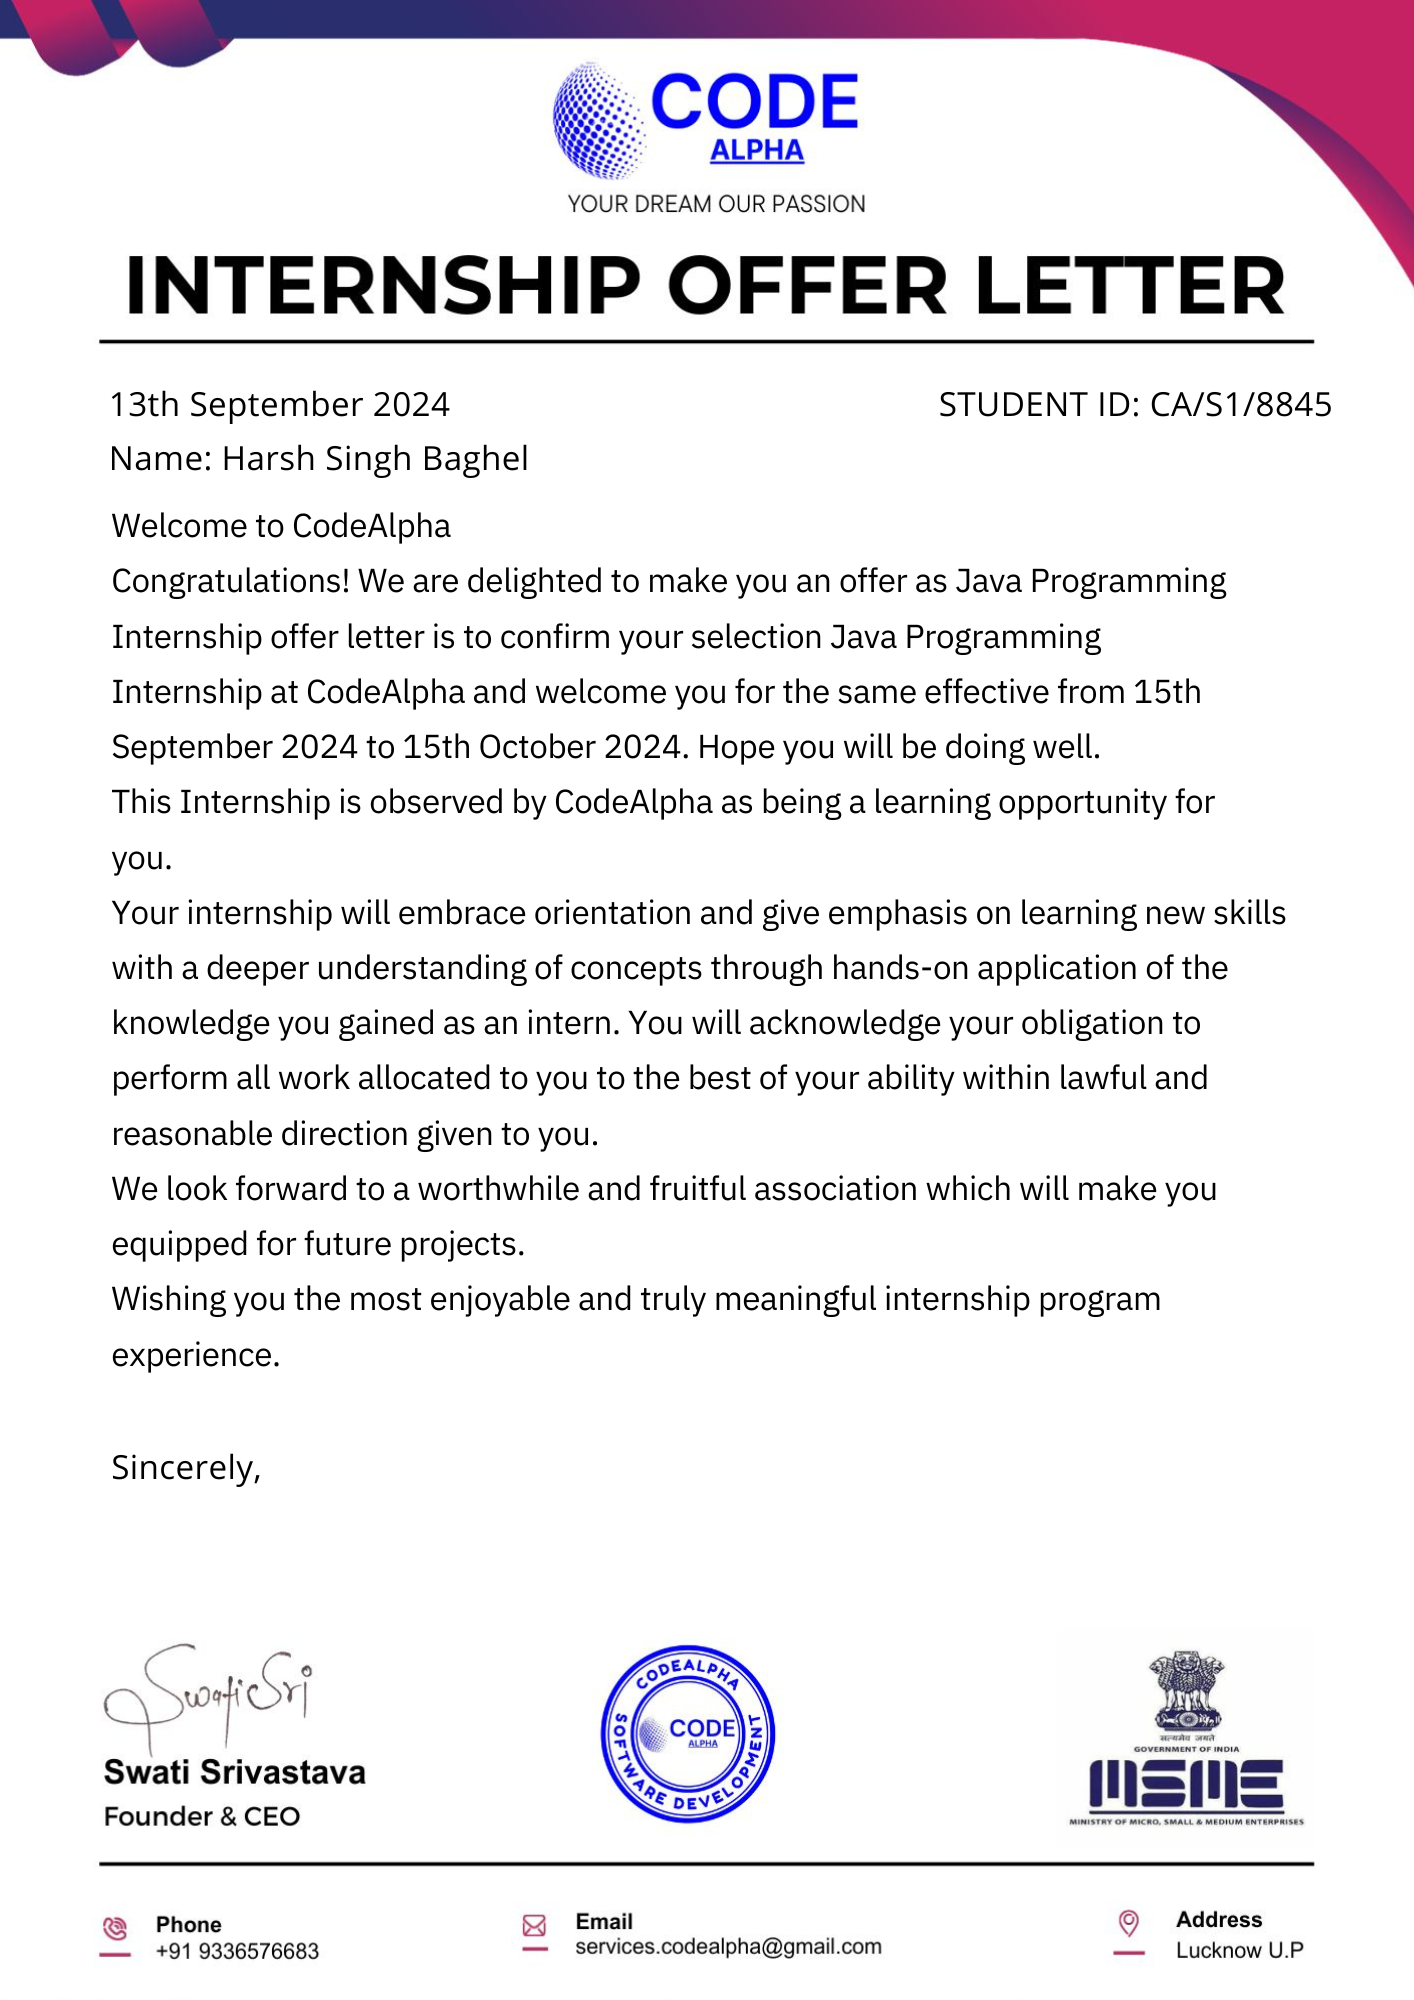 CODE
ALPHA
YOUR DREAM OUR PASSION
INTERNSHIP OFFER LETTER
13th September 2024
STUDENT ID: CA/S1/8845
Name: Harsh Singh Baghel
Welcome to CodeAlpha
Congratulations! We are delighted to make you an offer as Java Programming
Internship offer letter is to confirm your selection Java Programming
Internship at CodeAlpha and welcome you for the same effective from 15th
September 2024 to 15th October 2024. Hope you will be doing well.
This Internship is observed by CodeAlpha as being a learning opportunity for
you.
Your internship will embrace orientation and give emphasis on learning new skills
with a deeper understanding of concepts through hands-on application of the
knowledge you gained as an intern. You will acknowledge your obligation to
perform all work allocated to you to the best of your ability within lawful and
reasonable direction given to you.
We look forward to a worthwhile and fruitful association which will make you
equipped for future projects.
Wishing you the most enjoyable and truly meaningful internship program
experience.
Sincerely,
Swati Sri
Swati Srivastava
Founder & CEO
CODEALPHA
SOFTWARE DEVELOPMENT
CODE
ALPHA
सत्यमेव जयते
GOVERNMENT OF INDIA
MSME
MINISTRY OF MICRO, SMALL & MEDIUM ENTERPRISES
Phone
+91 9336576683
Email
services.codealpha@gmail.com
Address
Lucknow U.P